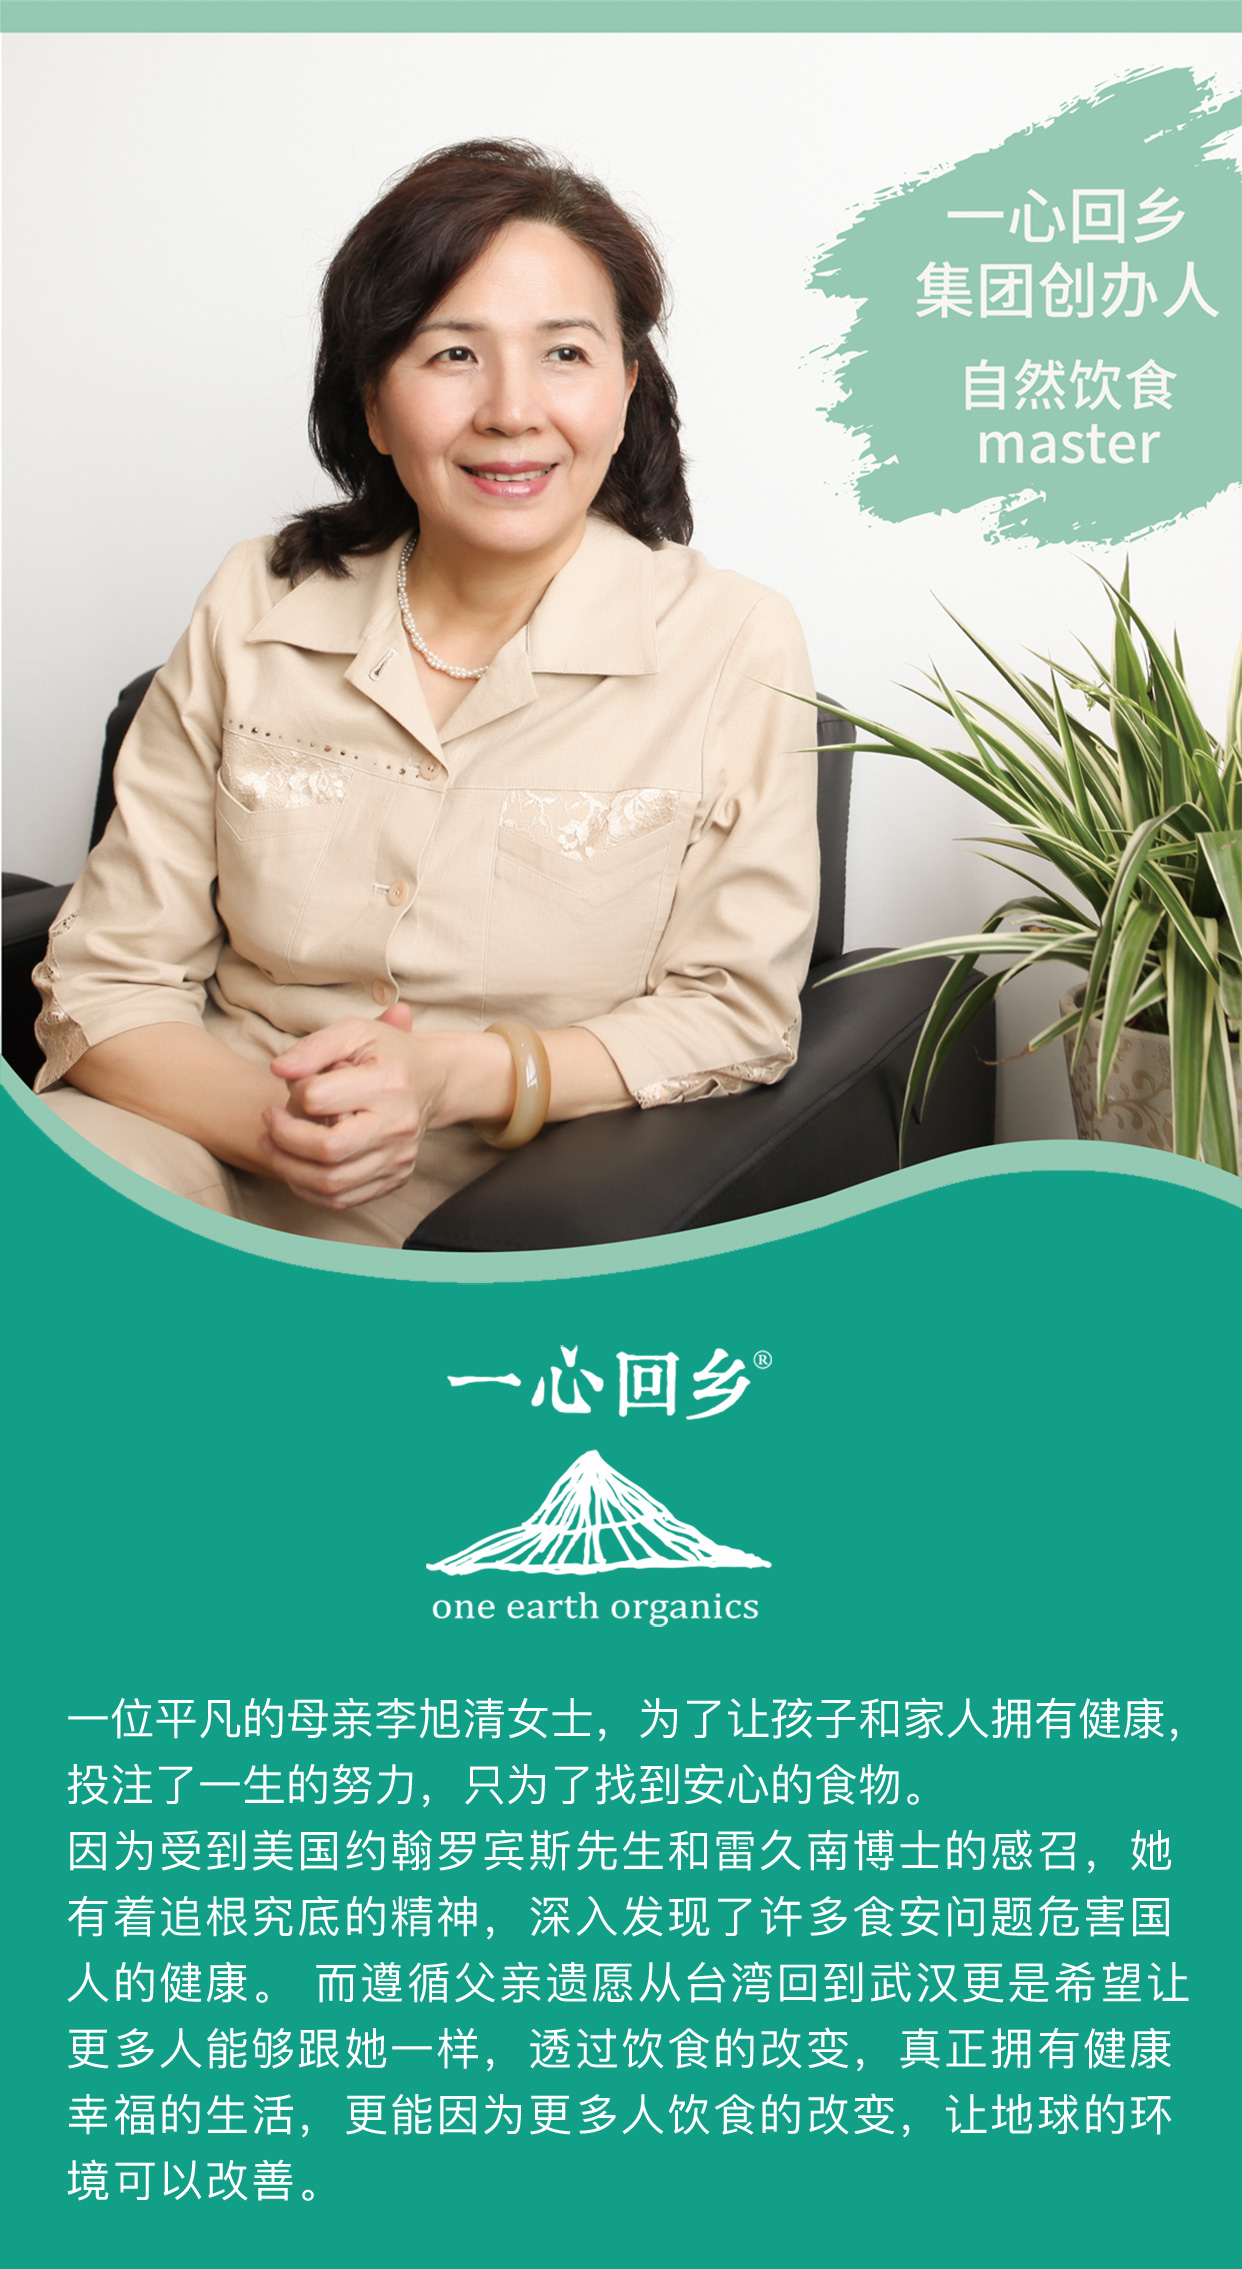 一心回乡
集团创办人
自然饮食
master
一心回乡®
one earth organics
一位平凡的母亲李旭清女士，为了让孩子和家人拥有健康，
投注了一生的努力，只为了找到安心的食物。
因为受到美国约翰罗宾斯先生和雷久南博士的感召，她
有着追根究底的精神，深入发现了许多食安问题危害国
人的健康。 而遵循父亲遗愿从台湾回到武汉更是希望让
更多人能够跟她一样，透过饮食的改变，真正拥有健康
幸福的生活，更能因为更多人饮食的改变，让地球的环
境可以改善。